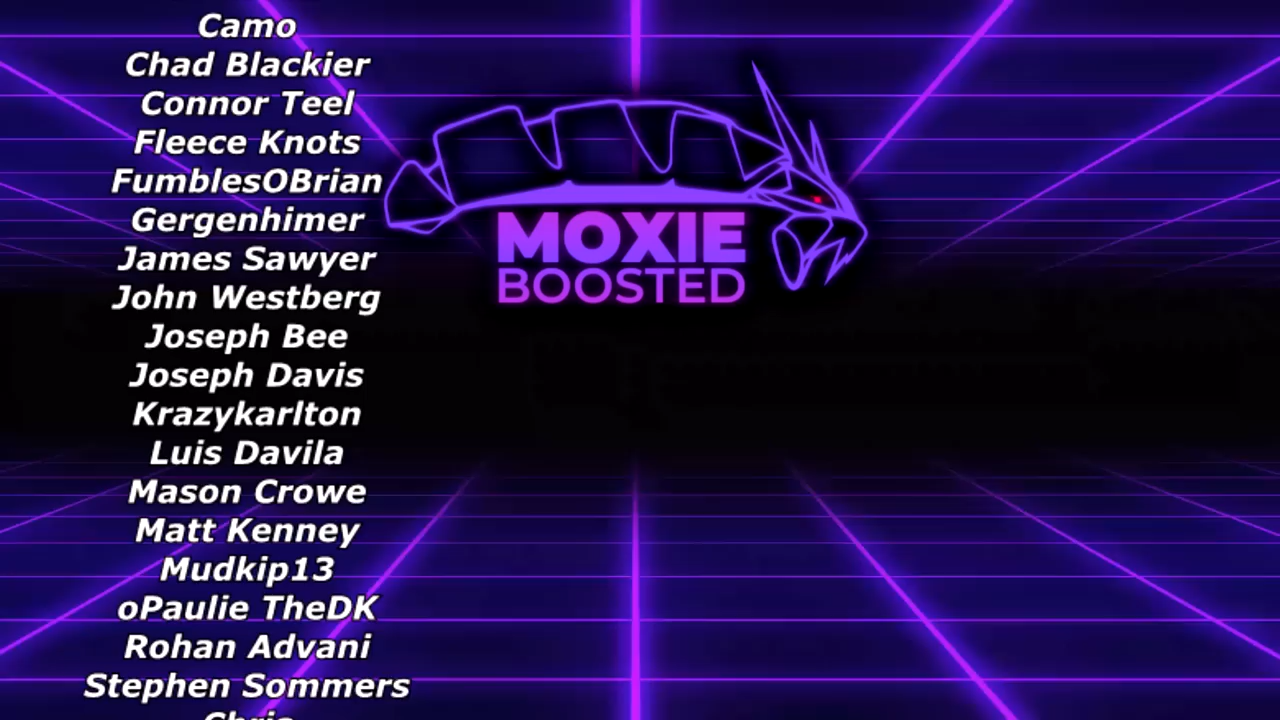 Camo
Chad Blackier
Connor Teel
Fleece Knots
FumblesOBrian
Gergenhimer
James Sawyer
John Westberg
Joseph Bee
Joseph Davis
Krazykarlton
Luis Davila
Mason Crowe
Matt Kenney
Mudkip13
oPaulie TheDK
Rohan Advani
Stephen Sommers
Chris
MOXIE
BOOSTED